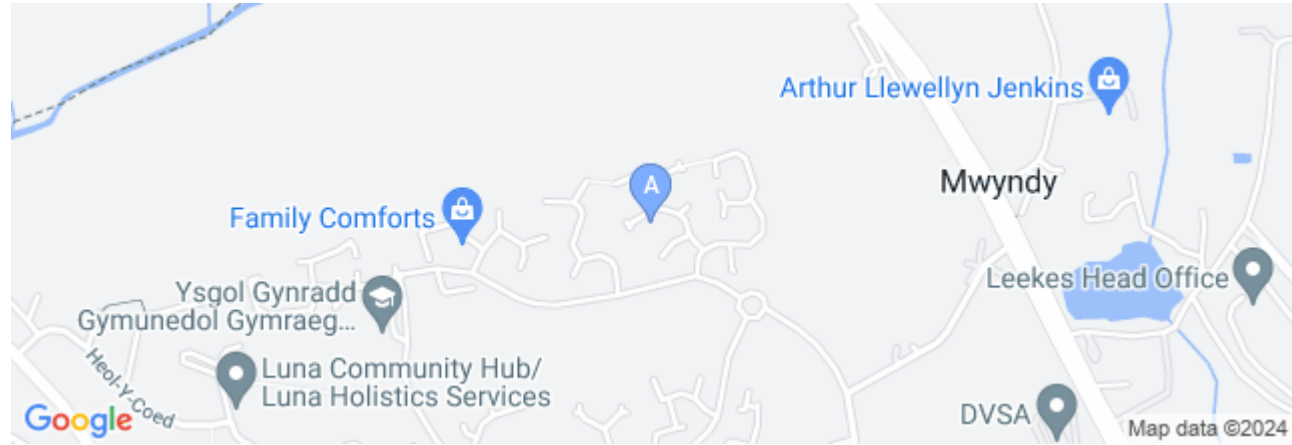 Arthur Llewellyn Jenkins
A
Mwyndy
Family Comforts
Leekes Head Office
Ysgol Gynradd
Gymunedol Gymraeg...
Heol-Y-Coed
Luna Community Hub/
Luna Holistics Services
DVSA
Google
Map data ©2024